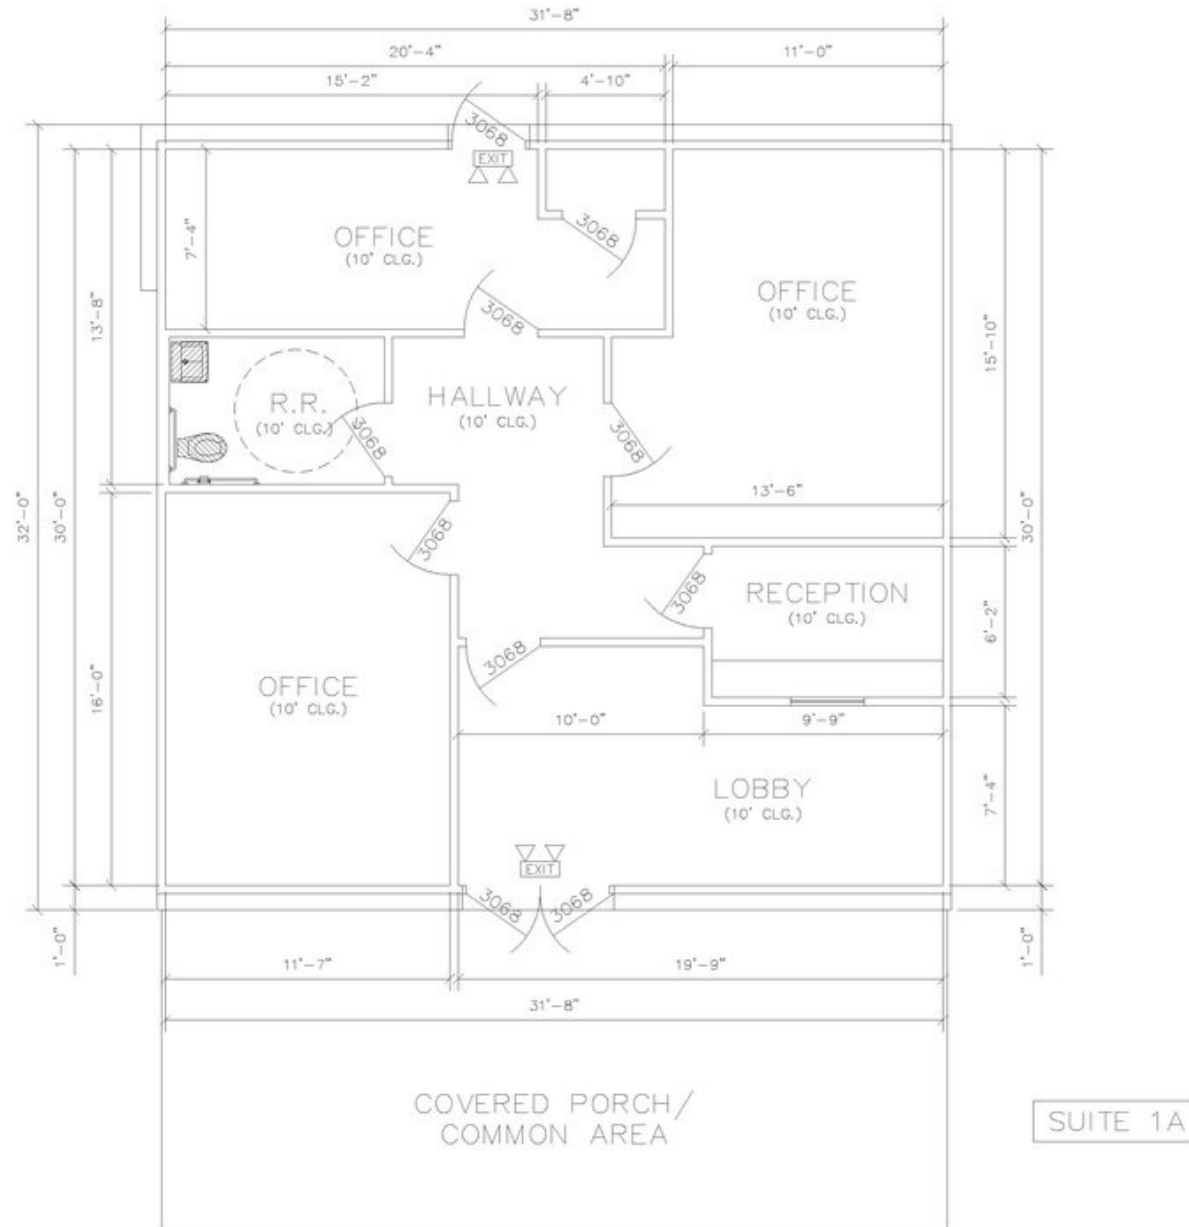 31'-8"
20'-4"
11'-0"
15'-2"
4'-10"
3068
EXIT
7'-4"
OFFICE
(10' CLG.)
3068
OFFICE
(10' CLG.)
13'-8"
3068
15'-10"
R.R.
(10' CLG.)
HALLWAY
(10' CLG.)
3068
3068
13'-6"
32'-0"
30'-0"
30'-0"
3068
3068
RECEPTION
(10' CLG.)
6'-2"
3068
OFFICE
(10' CLG.)
16'-0"
10'-0"
9'-9"
LOBBY
(10' CLG.)
7'-4"
EXIT
3068
3068
1'-0"
1'-0"
11'-7"
19'-9"
31'-8"
COVERED PORCH/
COMMON AREA
SUITE 1A